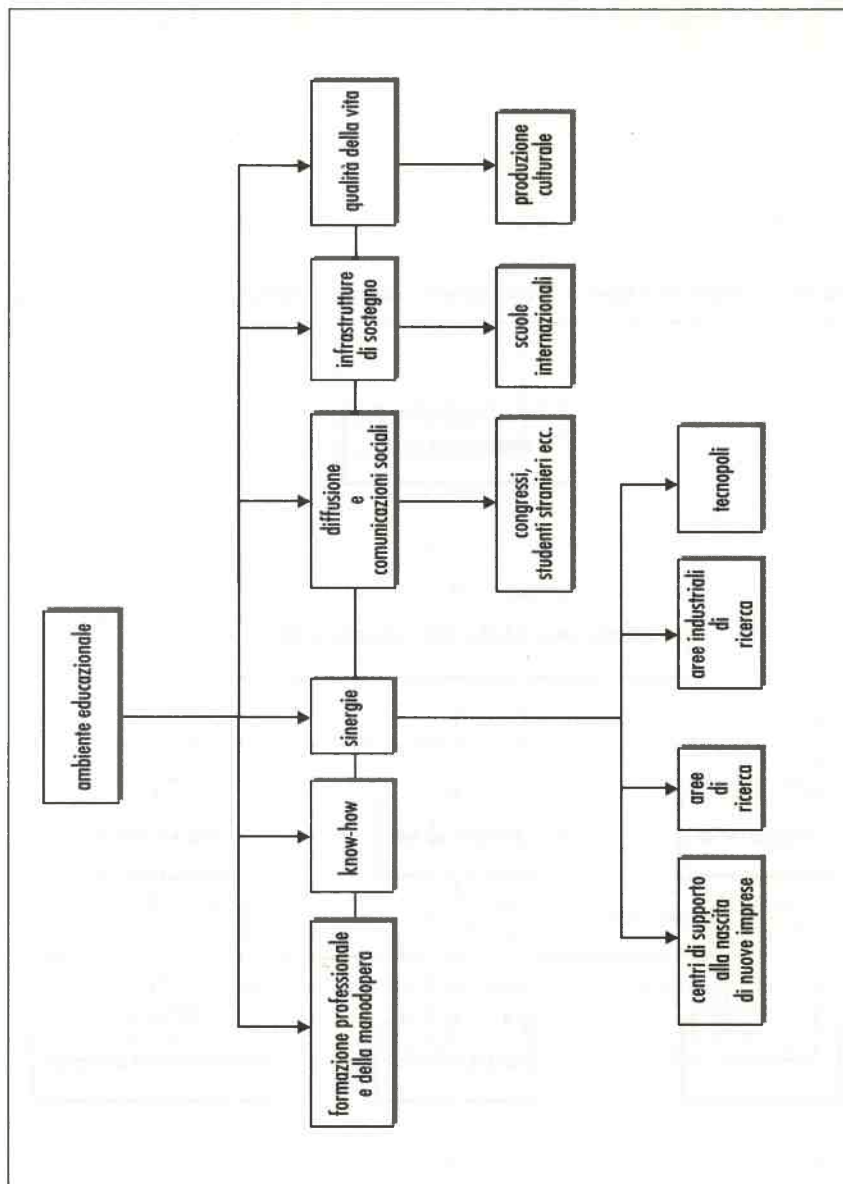 ambiente educazionale
formazione professionale
e della manodopera
know-how
sinergie
diffusione
e
comunicazioni sociali
infrastrutture
di sostegno
qualità della vita
congressi,
studenti stranieri ecc.
scuole
internazionali
produzione
culturale
centri di supporto
alla nascita
di nuove imprese
aree
di
ricerca
aree industriali
di
ricerca
tecnopoli